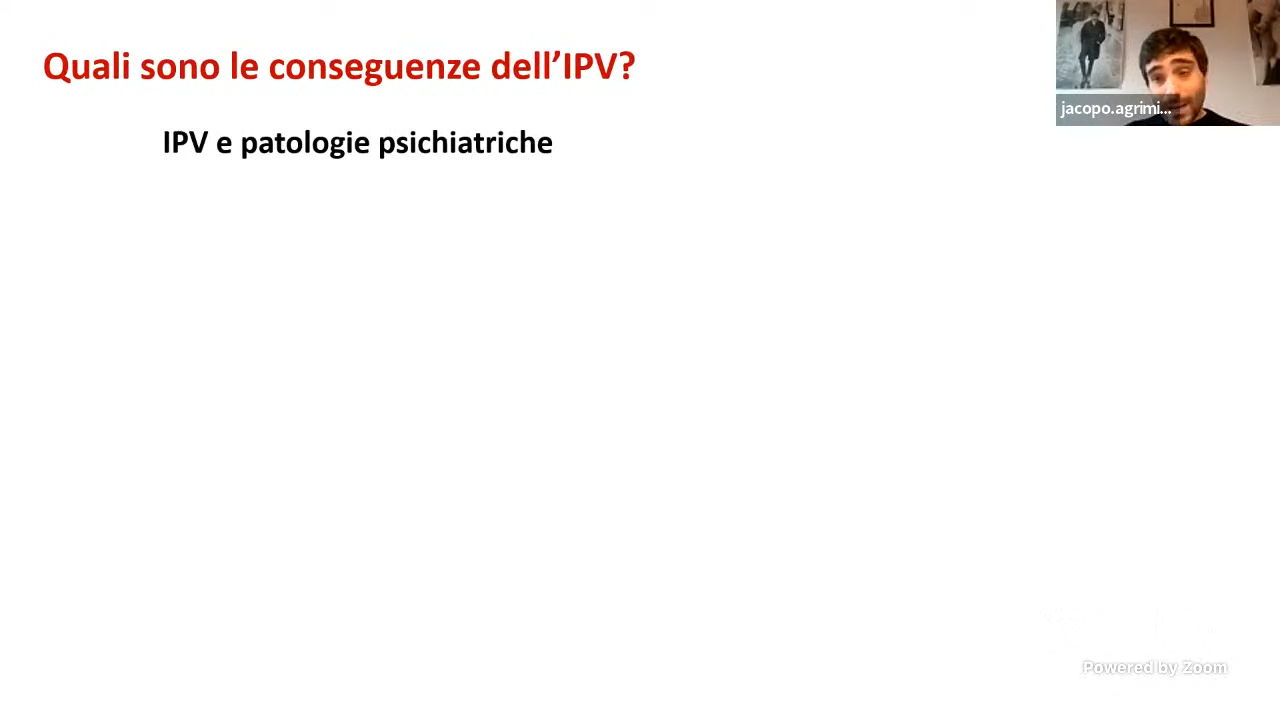 Quali sono le conseguenze dell’IPV?
jacopo.agrimi...
IPV e patologie psichiatriche
Powered by Zoom